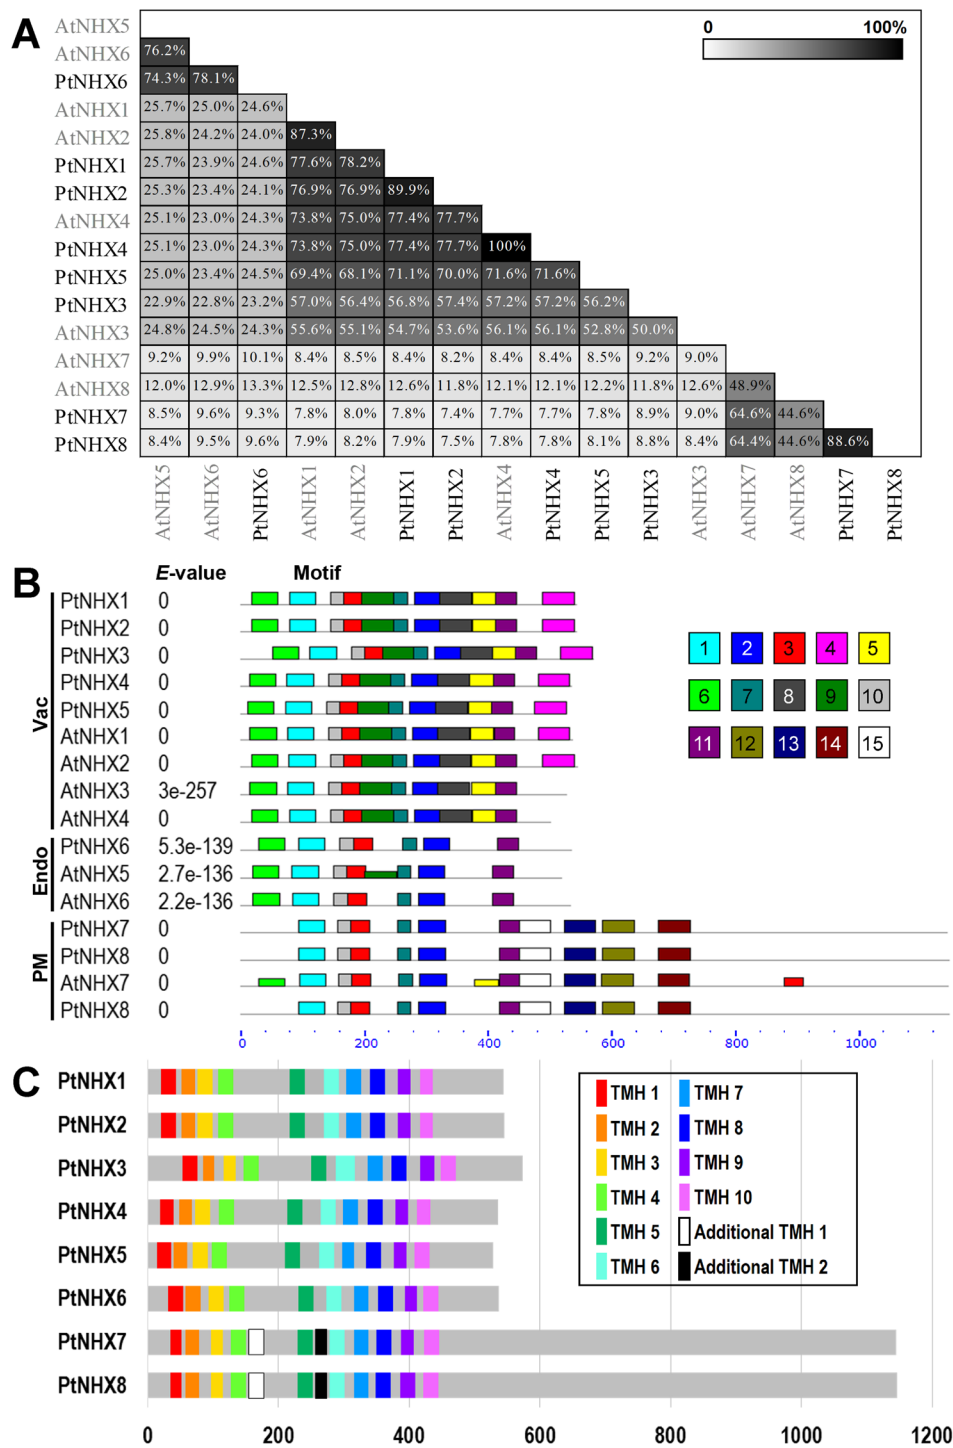 A
0 100%
AtNHX5
AtNHX6 76.2%
PtNHX6 74.3% 78.1%
AtNHX1 25.7% 25.0% 24.6%
AtNHX2 25.8% 24.2% 24.0% 87.3%
PtNHX1 25.7% 23.9% 24.6% 77.6% 78.2%
PtNHX2 25.3% 23.4% 24.1% 76.9% 76.9% 89.9%
AtNHX4 25.1% 23.0% 24.3% 73.8% 75.0% 77.4% 77.7%
PtNHX4 25.1% 23.0% 24.3% 73.8% 75.0% 77.4% 77.7% 100%
PtNHX5 25.0% 23.4% 24.5% 69.4% 68.1% 71.1% 70.0% 71.6% 71.6%
PtNHX3 22.9% 22.8% 23.2% 57.0% 56.4% 56.8% 57.4% 57.2% 57.2% 56.2%
AtNHX3 24.8% 24.5% 24.3% 55.6% 55.1% 54.7% 53.6% 56.1% 56.1% 52.8% 50.0%
AtNHX7 9.2% 9.9% 10.1% 8.4% 8.5% 8.4% 8.2% 8.4% 8.4% 8.5% 9.2% 9.0%
AtNHX8 12.0% 12.9% 13.3% 12.5% 12.8% 12.6% 11.8% 12.1% 12.1% 12.2% 11.8% 12.6% 48.9%
PtNHX7 8.5% 9.6% 9.3% 7.8% 8.0% 7.8% 7.4% 7.7% 7.7% 7.8% 8.9% 9.0% 64.6% 44.6%
PtNHX8 8.4% 9.5% 9.6% 7.9% 8.2% 7.9% 7.5% 7.8% 7.8% 8.1% 8.8% 8.4% 64.4% 44.6% 88.6%
AtNHX5 AtNHX6 PtNHX6 AtNHX1 AtNHX2 PtNHX1 PtNHX2 AtNHX4 PtNHX4 PtNHX5 PtNHX3 AtNHX3 AtNHX7 AtNHX8 PtNHX7 PtNHX8
B
E-value Motif
Vac
PtNHX1 0
PtNHX2 0
PtNHX3 0
PtNHX4 0
PtNHX5 0
AtNHX1 0
AtNHX2 0
AtNHX3 3e-257
AtNHX4 0
Endo
PtNHX6 5.3e-139
AtNHX5 2.7e-136
AtNHX6 2.2e-136
PM
PtNHX7 0
PtNHX8 0
AtNHX7 0
PtNHX8 0
1 2 3 4 5
6 7 8 9 10
11 12 13 14 15
0 200 400 600 800 1000
C
PtNHX1
PtNHX2
PtNHX3
PtNHX4
PtNHX5
PtNHX6
PtNHX7
PtNHX8
TMH 1 TMH 7
TMH 2 TMH 8
TMH 3 TMH 9
TMH 4 TMH 10
TMH 5 Additional TMH 1
TMH 6 Additional TMH 2
0 200 400 600 800 1000 1200